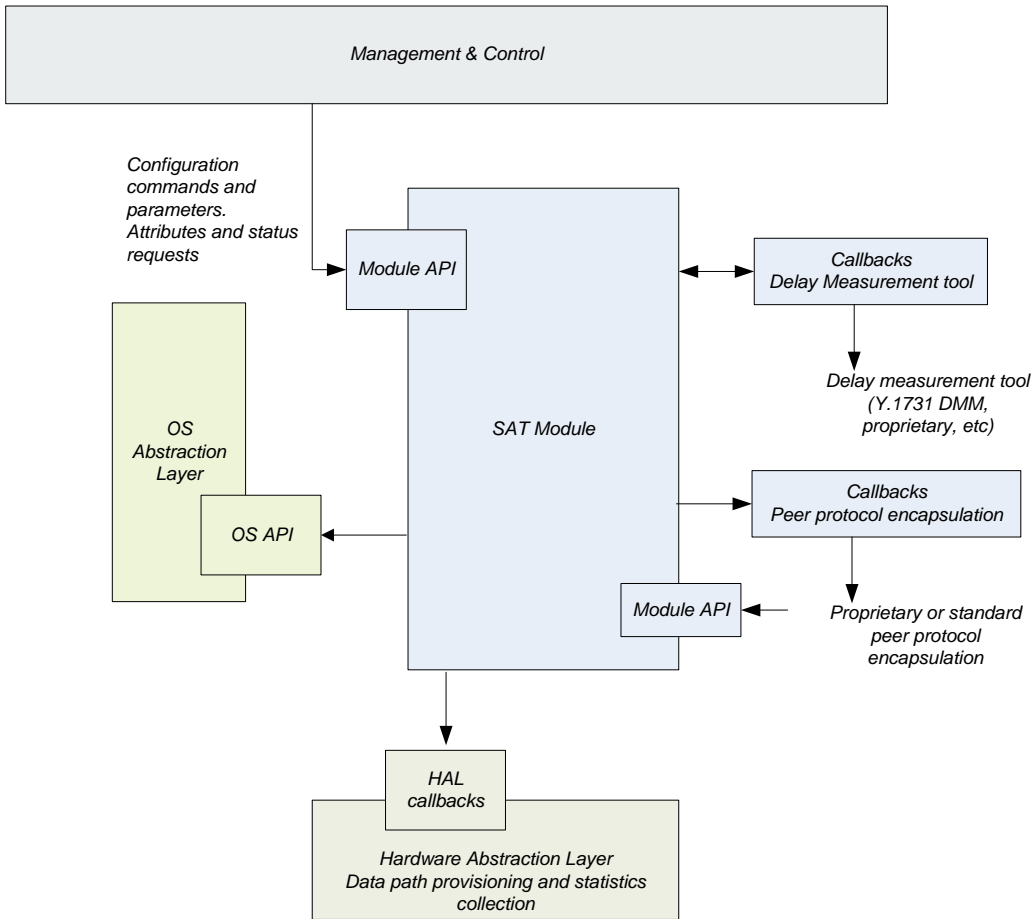 Management & Control
Configuration
commands and
parameters.
Attributes and status
requests
Module API
Callbacks
Delay Measurement tool
Delay measurement tool
(Y.1731 DMM,
proprietary, etc)
OS
Abstraction
Layer
OS API
SAT Module
Callbacks
Peer protocol encapsulation
Module API
Proprietary or standard
peer protocol
encapsulation
HAL
callbacks
Hardware Abstraction Layer
Data path provisioning and statistics
collection